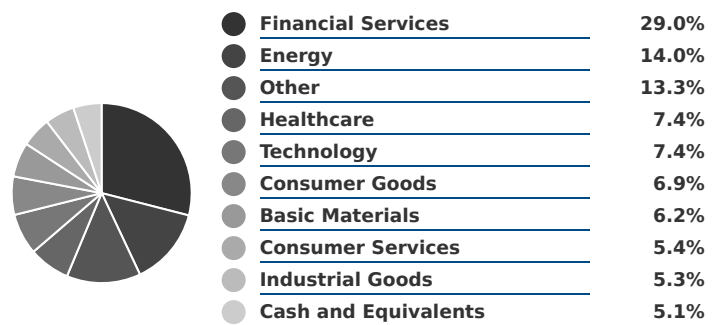 Financial Services 29.0%
Energy 14.0%
Other 13.3%
Healthcare 7.4%
Technology 7.4%
Consumer Goods 6.9%
Basic Materials 6.2%
Consumer Services 5.4%
Industrial Goods 5.3%
Cash and Equivalents 5.1%